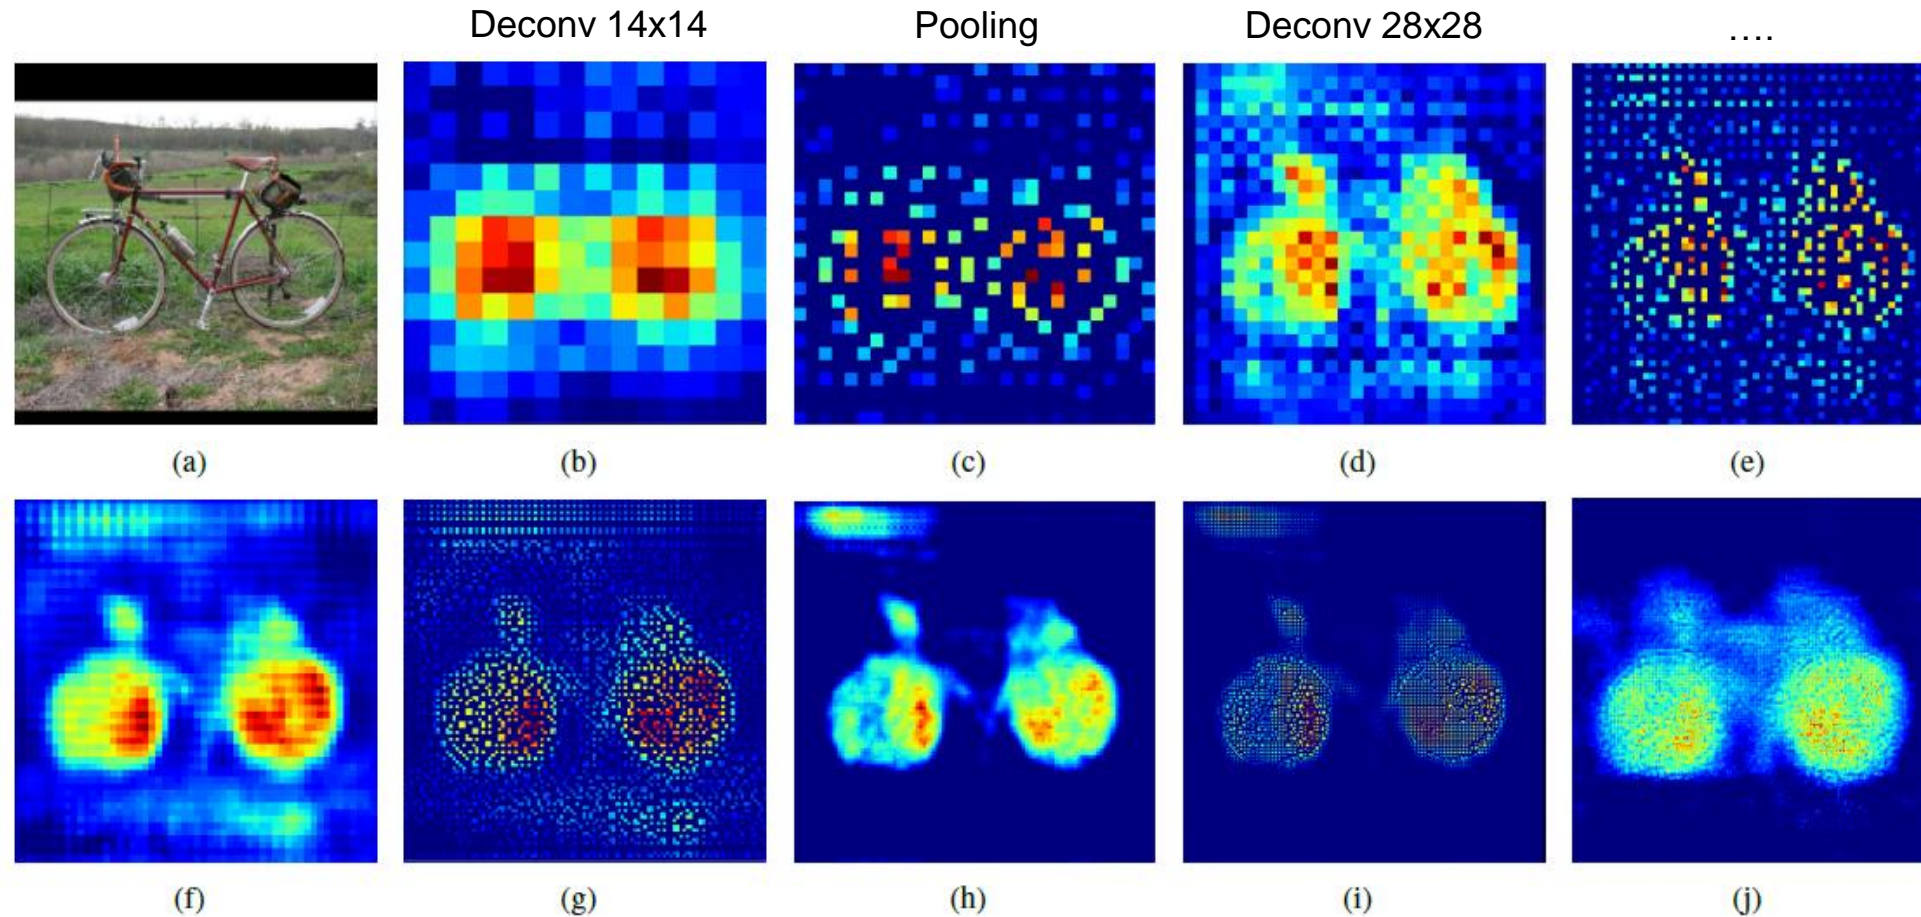 Deconv 14x14 Pooling Deconv 28x28 ....
(a) (b) (c) (d) (e)
(f) (g) (h) (i) (j)